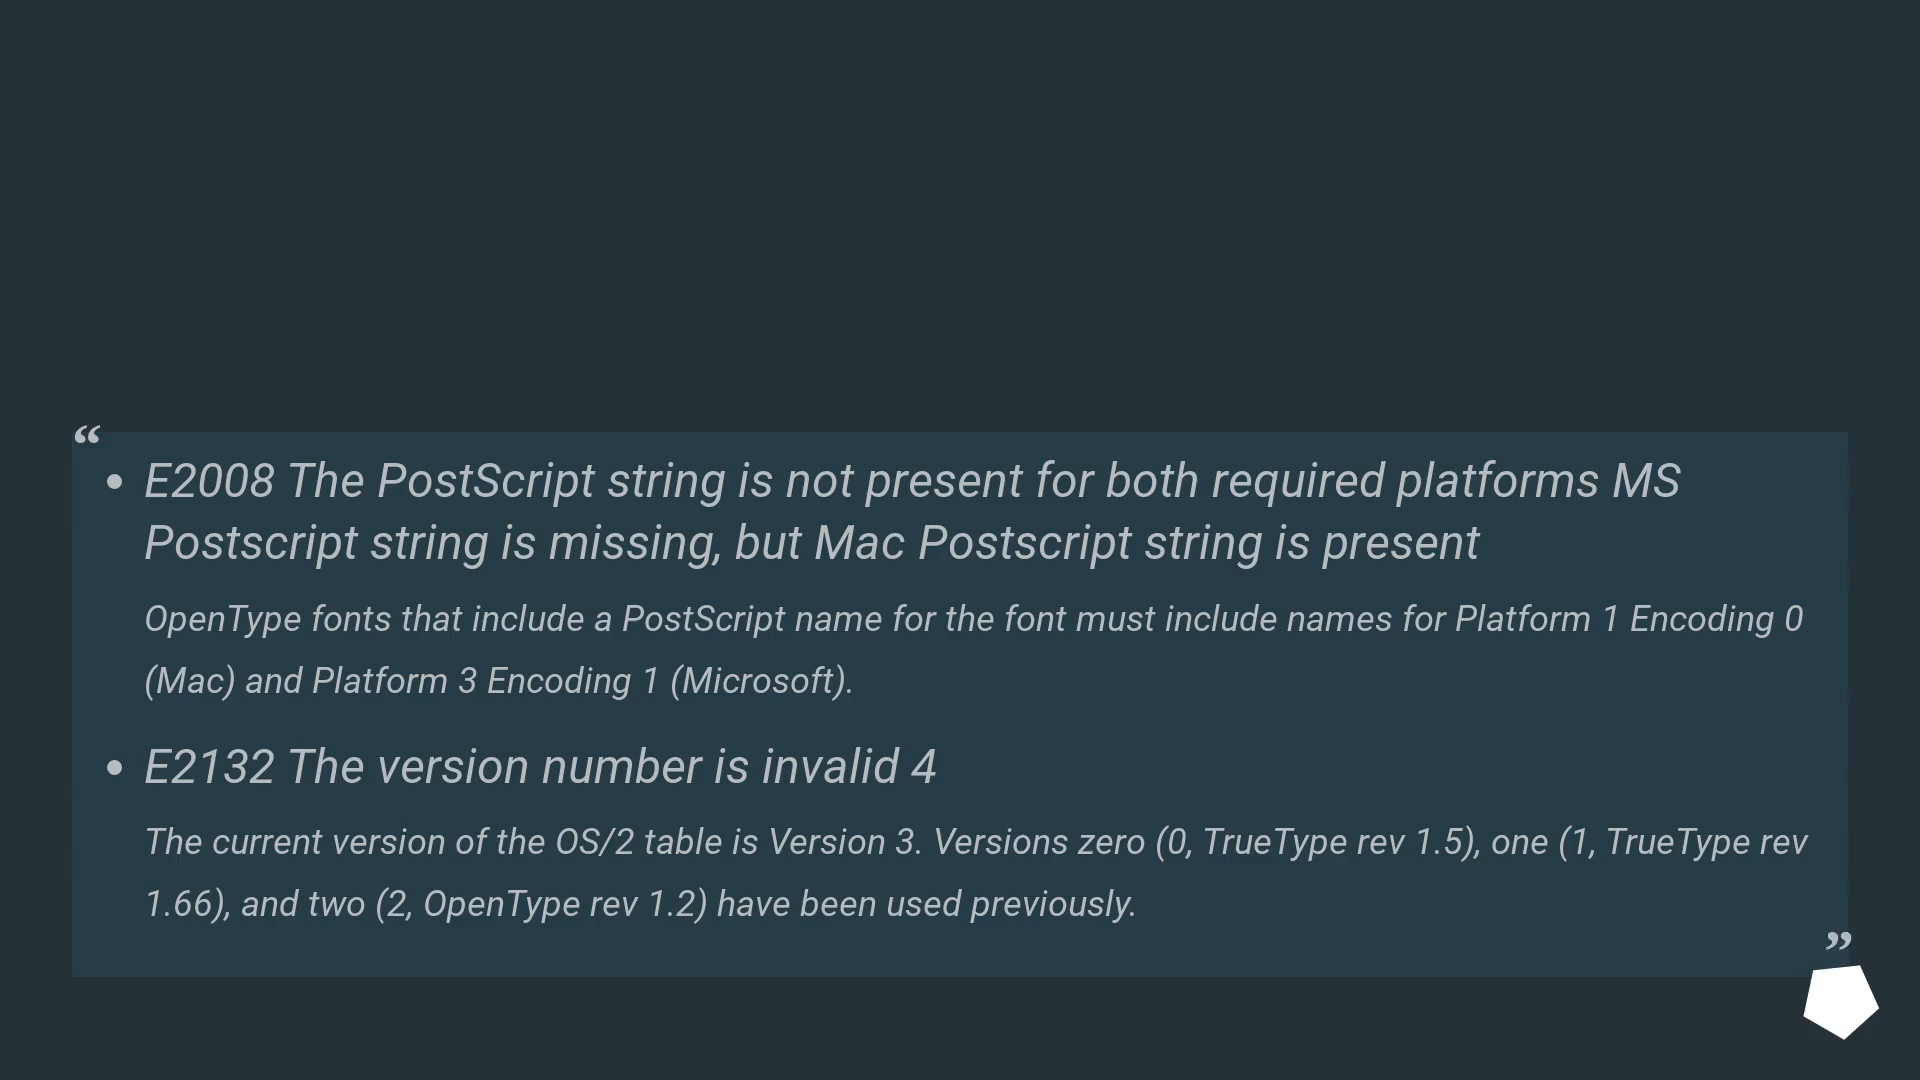 “
• E2008 The PostScript string is not present for both required platforms MS
Postscript string is missing, but Mac Postscript string is present
OpenType fonts that include a PostScript name for the font must include names for Platform 1 Encoding 0
(Mac) and Platform 3 Encoding 1 (Microsoft).
• E2132 The version number is invalid 4
The current version of the OS/2 table is Version 3. Versions zero (0, TrueType rev 1.5), one (1, TrueType rev
1.66), and two (2, OpenType rev 1.2) have been used previously.
”